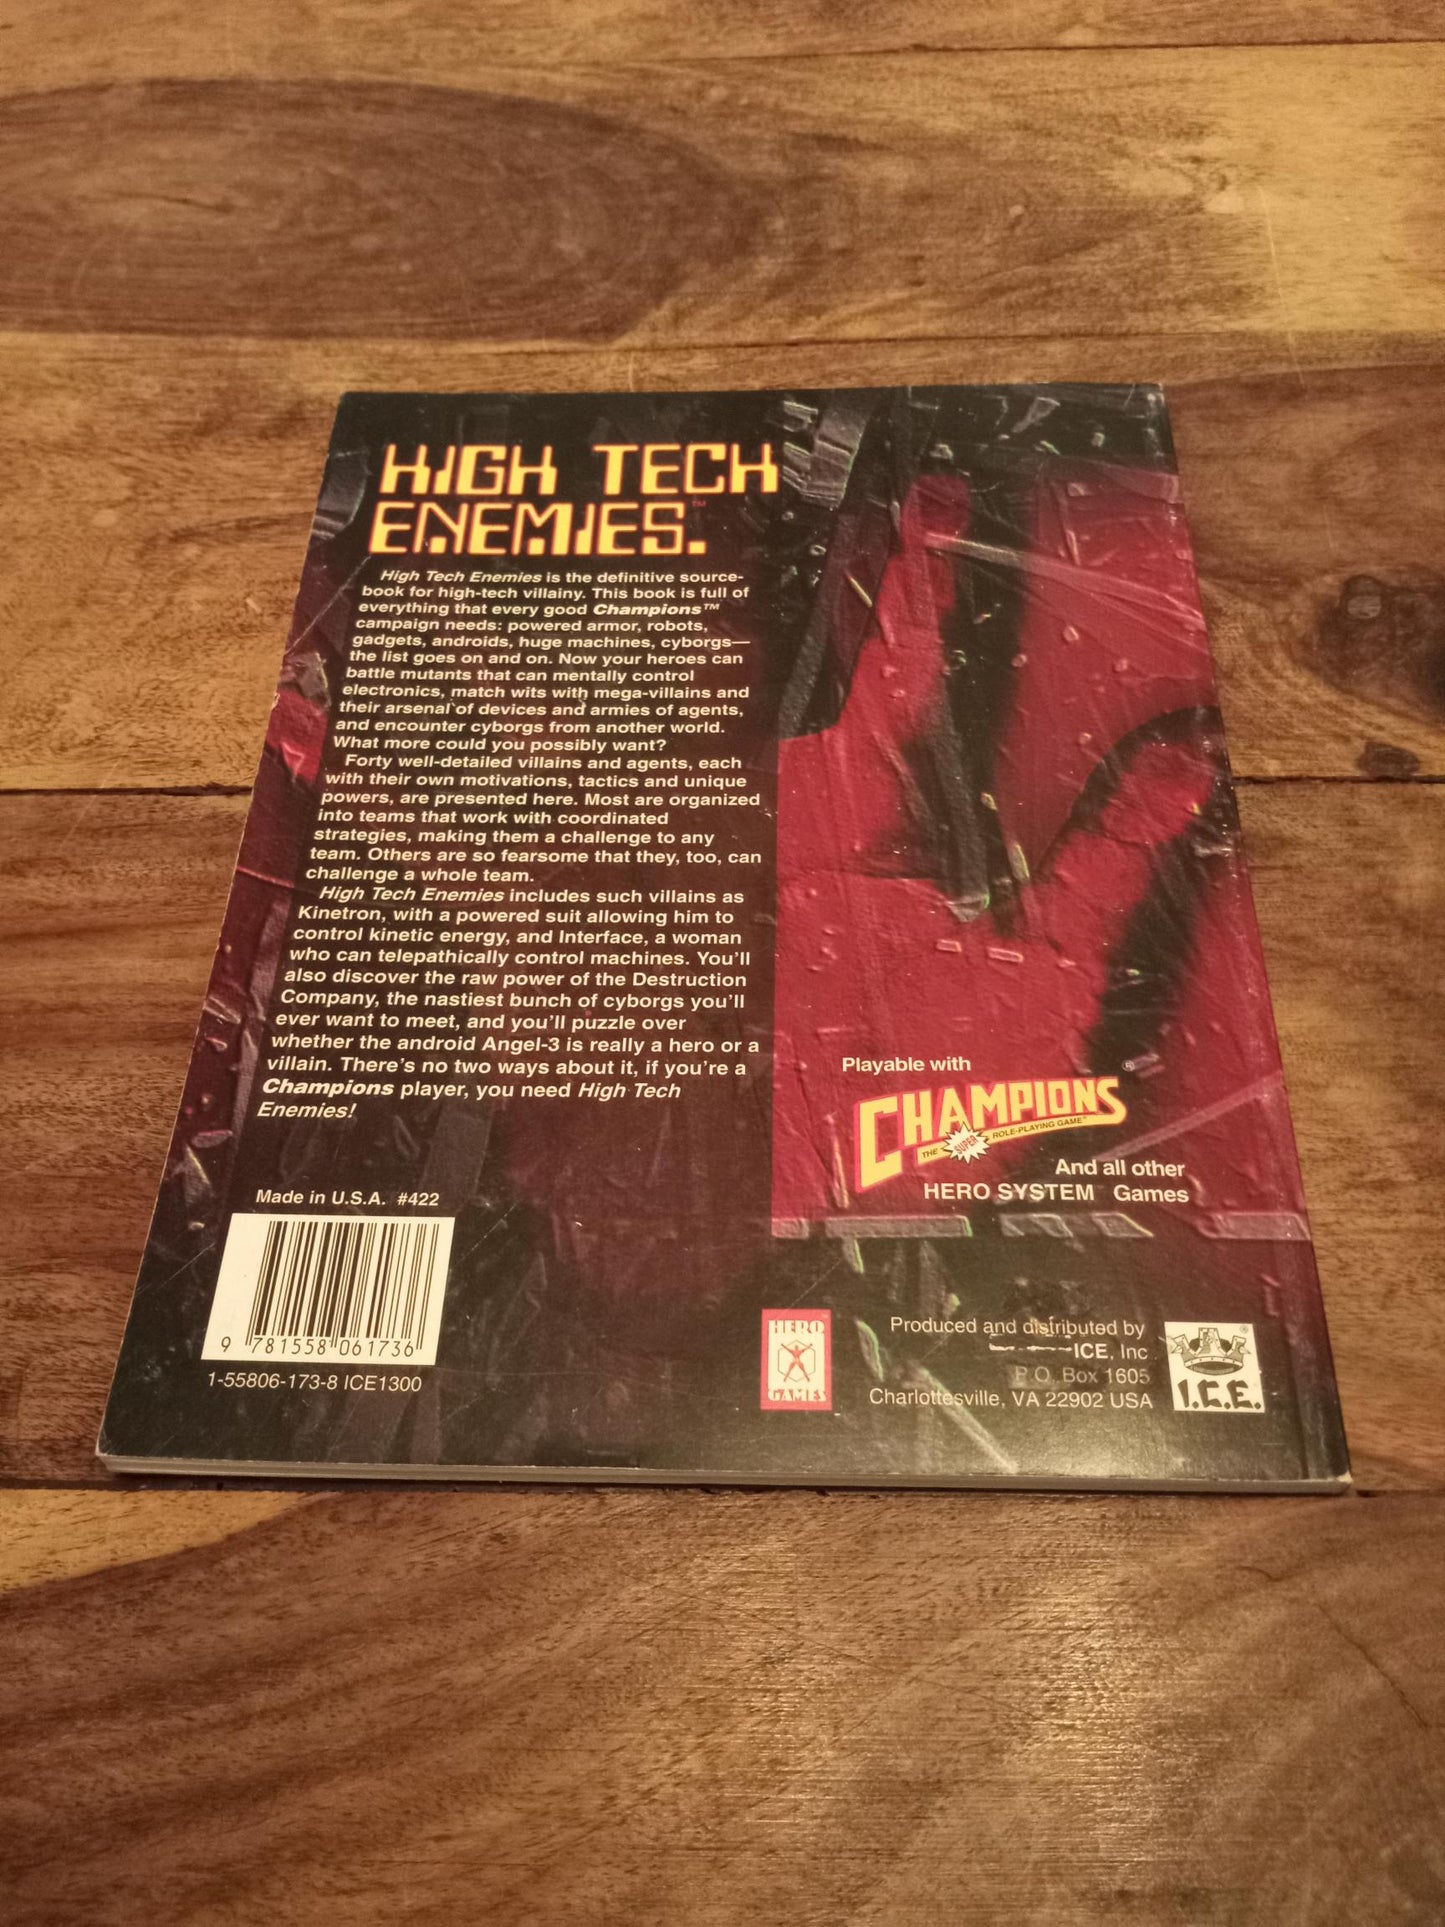 HIGH TECH
ENEMIES.™
High Tech Enemies is the definitive source-
book for high-tech villainy. This book is full of
everything that every good Champions™
campaign needs: powered armor, robots,
gadgets, androids, huge machines, cyborgs—
the list goes on and on. Now your heroes can
battle mutants that can mentally control
electronics, match wits with mega-villains and
their arsenal of devices and armies of agents,
and encounter cyborgs from another world.
What more could you possibly want?
Forty well-detailed villains and agents, each
with their own motivations, tactics and unique
powers, are presented here. Most are organized
into teams that work with coordinated
strategies, making them a challenge to any
team. Others are so fearsome that they, too, can
challenge a whole team.
High Tech Enemies includes such villains as
Kinetron, with a powered suit allowing him to
control kinetic energy, and Interface, a woman
who can telepathically control machines. You'll
also discover the raw power of the Destruction
Company, the nastiest bunch of cyborgs you'll
ever want to meet, and you'll puzzle over
whether the android Angel-3 is really a hero or a
villain. There's no two ways about it, if you're a
Champions player, you need High Tech
Enemies!
Playable with
CHAMPIONS®
THE SUPER ROLE-PLAYING GAME™
And all other
HERO SYSTEM™ Games
Made in U.S.A. #422
9 781558 061736
1-55806-173-8 ICE1300
HERO™
GAMES
Produced and distributed by
ICE, Inc
P.O. Box 1605
Charlottesville, VA 22902 USA
I.C.E.®